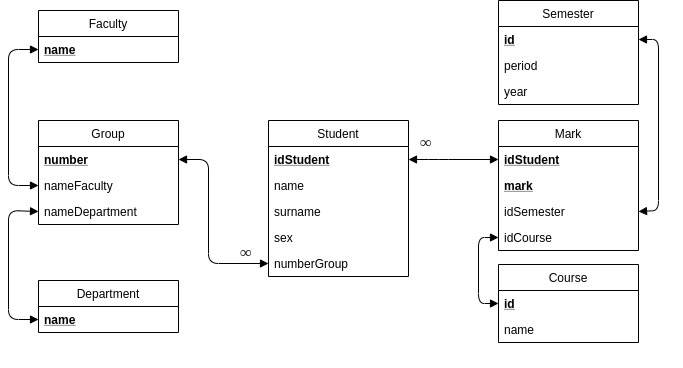 Faculty
name
Group
number
nameFaculty
nameDepartment
Department
name
∞
Student
idStudent
name
surname
sex
numberGroup
∞
Semester
id
period
year
Mark
idStudent
mark
idSemester
idCourse
Course
id
name